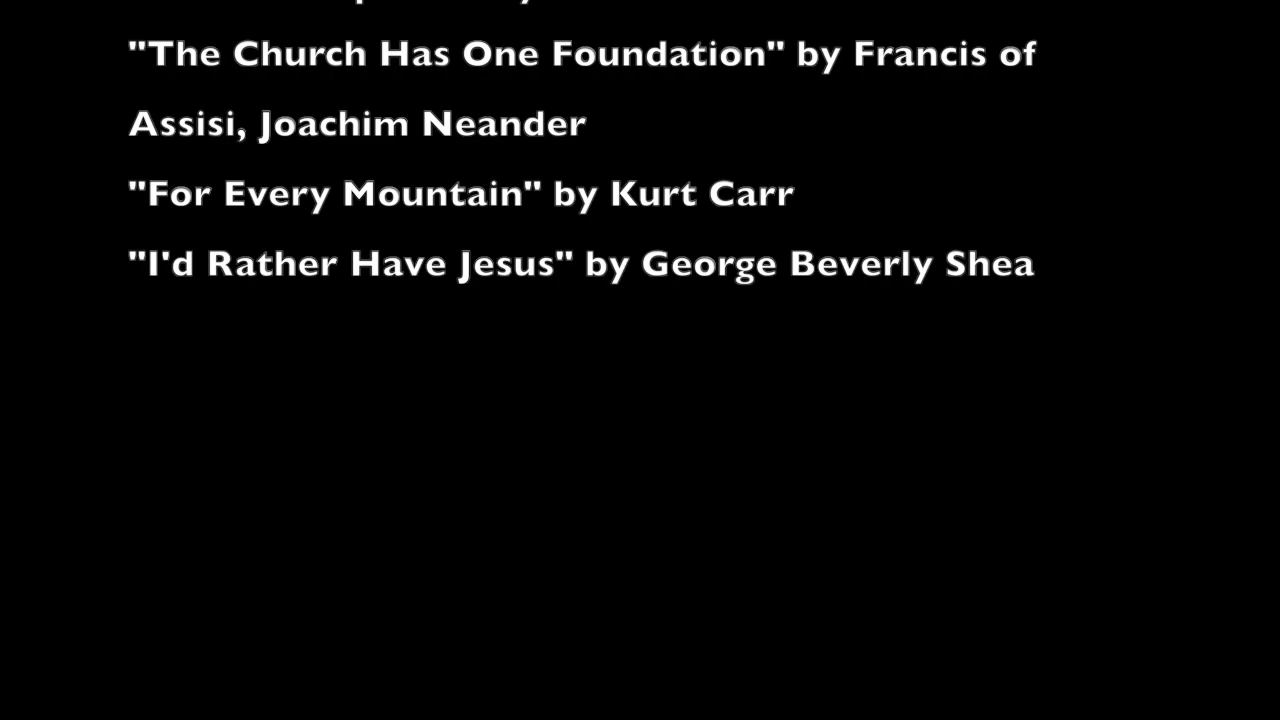 "The Church Has One Foundation" by Francis of
Assisi, Joachim Neander
"For Every Mountain" by Kurt Carr
"I'd Rather Have Jesus" by George Beverly Shea